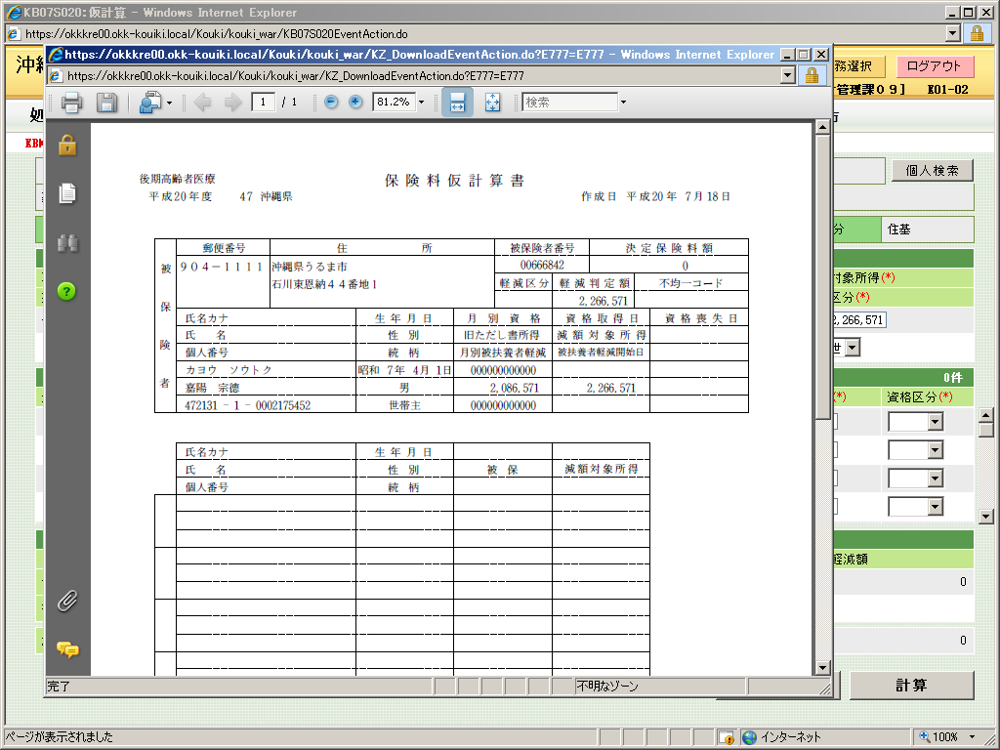 KB07S020:仮計算 - Windows Internet Explorer
https://okkkre00.okk-kouiki.local/Kouki/kouki_war/KB07S020EventAction.do
https://okkkre00.okk-kouiki.local/Kouki/kouki_war/KZ_DownloadEventAction.do?E777=E777 - Windows Internet Explorer
https://okkkre00.okk-kouiki.local/Kouki/kouki_war/KZ_DownloadEventAction.do?E777=E777
沖縄
務選択
ログアウト
管理課09] K01-02
1 / 1
81.2%
検索
処
個人検索
分
住基
対象所得(*)
区分(*)
2,266,571
世
0件
(*)
資格区分(*)
軽減額
0
0
計算
後期高齢者医療
保険料仮計算書
平成20年度 47 沖縄県
作成日 平成20年 7月18日
被保険者
郵便番号 住所 被保険者番号 決定保険料額
904-1111 沖縄県うるま市 00666842 0
石川東恩納44番地1 軽減区分 軽減判定額 不均一コード
2,266,571
氏名カナ 生年月日 月別資格 資格取得日 資格喪失日
氏 名 性 別 旧ただし書所得 減額対象所得
個人番号 続 柄 月別被扶養者軽減 被扶養者軽減開始日
カヨウ ソウトク 昭和 7年 4月 1日 000000000000
嘉陽 宗徳 男 2,086,571 2,266,571
472131 - 1 - 0002175452 世帯主 000000000000
氏名カナ 生年月日
氏 名 性 別 被 保 減額対象所得
個人番号 続 柄
完了
不明なゾーン
ページが表示されました
インターネット
100%